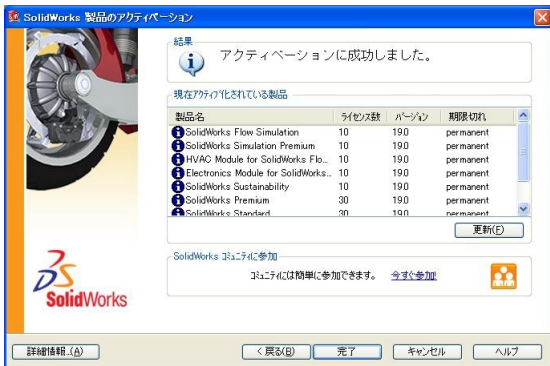 SolidWorks 製品のアクティベーション
結果
アクティベーションに成功しました。
現在アクティブ化されている製品
製品名 ライセンス数 バージョン 期限切れ
SolidWorks Flow Simulation 10 19.0 permanent
SolidWorks Simulation Premium 10 19.0 permanent
HVAC Module for SolidWorks Flo... 10 19.0 permanent
Electronics Module for SolidWorks... 10 19.0 permanent
SolidWorks Sustainability 10 19.0 permanent
SolidWorks Premium 30 19.0 permanent
SolidWorks Standard 30 19.0 permanent
更新(F)
SolidWorks コミュニティに参加
コミュニティには簡単に参加できます。 今すぐ参加!
SolidWorks
詳細情報...(A) < 戻る(B) 完了 キャンセル ヘルプ